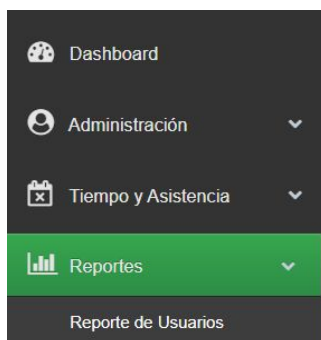 Dashboard
Administración
Tiempo y Asistencia
Reportes
Reporte de Usuarios